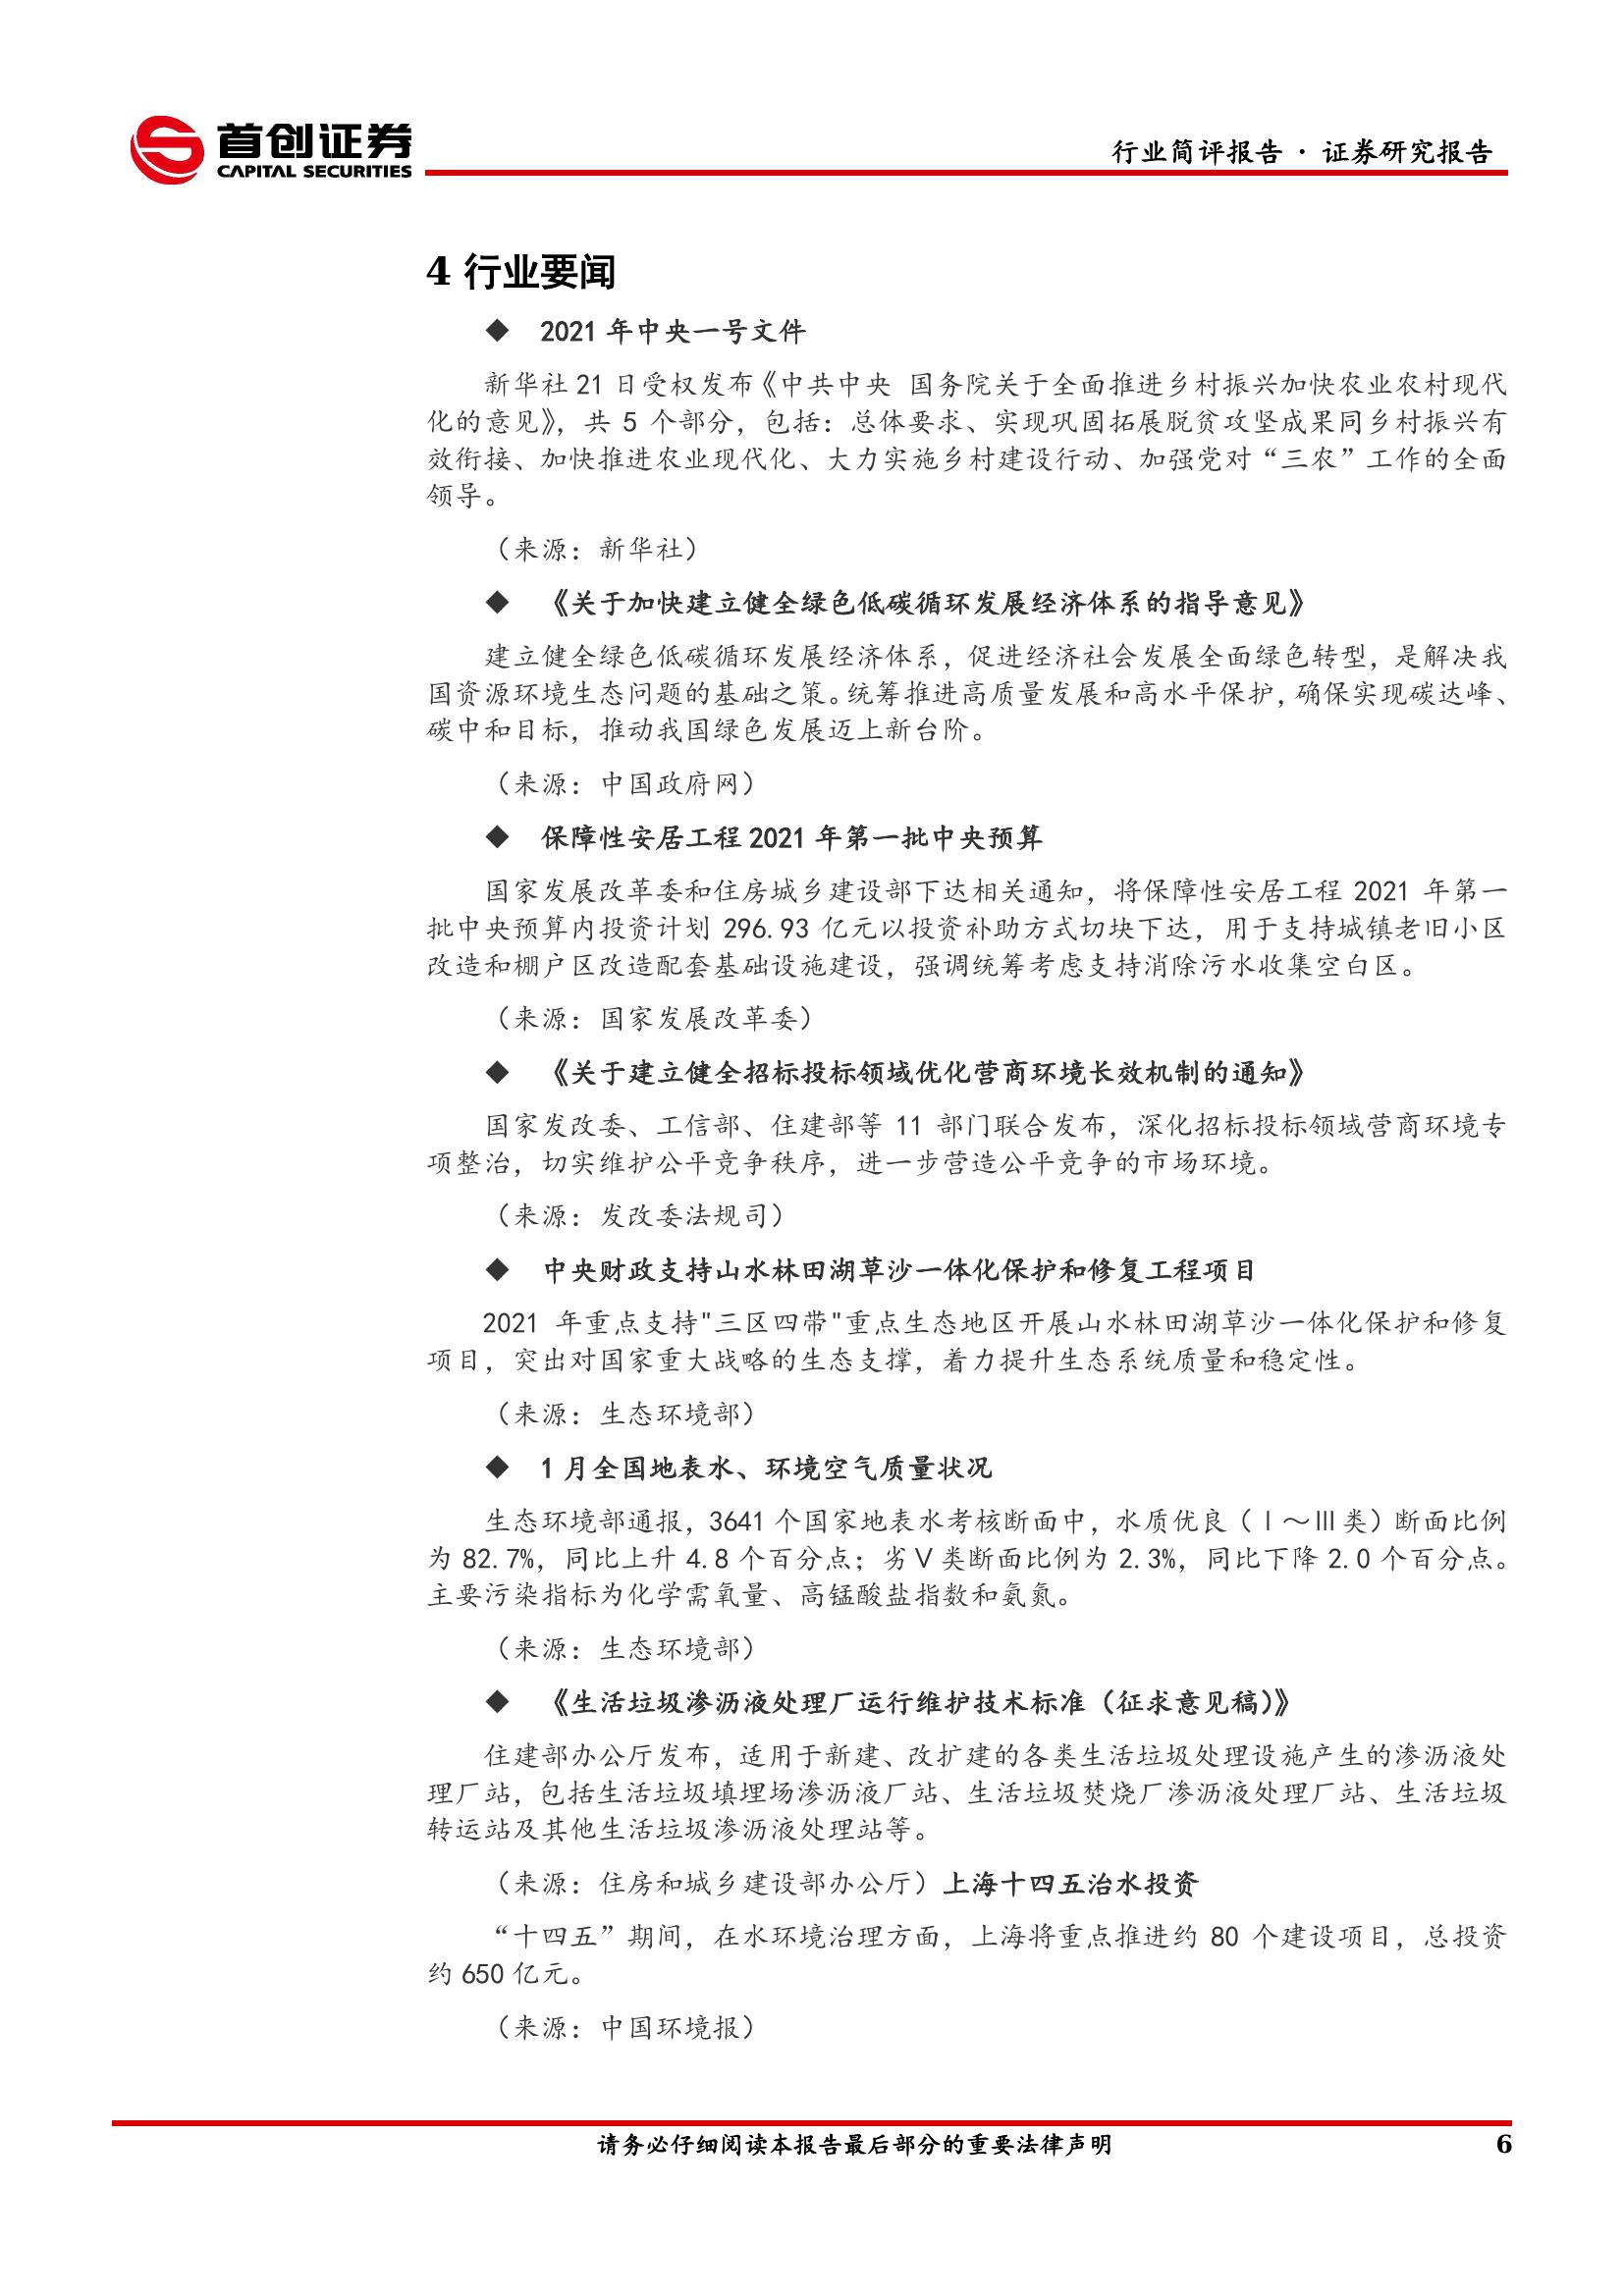 首创证券
CAPITAL SECURITIES
行业简评报告 · 证券研究报告
4 行业要闻
◆ 2021 年中央一号文件
新华社 21 日受权发布《中共中央 国务院关于全面推进乡村振兴加快农业农村现代
化的意见》，共 5 个部分，包括：总体要求、实现巩固拓展脱贫攻坚成果同乡村振兴有
效衔接、加快推进农业现代化、大力实施乡村建设行动、加强党对“三农”工作的全面
领导。
（来源：新华社）
◆ 《关于加快建立健全绿色低碳循环发展经济体系的指导意见》
建立健全绿色低碳循环发展经济体系，促进经济社会发展全面绿色转型，是解决我
国资源环境生态问题的基础之策。统筹推进高质量发展和高水平保护，确保实现碳达峰、
碳中和目标，推动我国绿色发展迈上新台阶。
（来源：中国政府网）
◆ 保障性安居工程 2021 年第一批中央预算
国家发展改革委和住房城乡建设部下达相关通知，将保障性安居工程 2021 年第一
批中央预算内投资计划 296.93 亿元以投资补助方式切块下达，用于支持城镇老旧小区
改造和棚户区改造配套基础设施建设，强调统筹考虑支持消除污水收集空白区。
（来源：国家发展改革委）
◆ 《关于建立健全招标投标领域优化营商环境长效机制的通知》
国家发改委、工信部、住建部等 11 部门联合发布，深化招标投标领域营商环境专
项整治，切实维护公平竞争秩序，进一步营造公平竞争的市场环境。
（来源：发改委法规司）
◆ 中央财政支持山水林田湖草沙一体化保护和修复工程项目
2021 年重点支持"三区四带"重点生态地区开展山水林田湖草沙一体化保护和修复
项目，突出对国家重大战略的生态支撑，着力提升生态系统质量和稳定性。
（来源：生态环境部）
◆ 1 月全国地表水、环境空气质量状况
生态环境部通报，3641 个国家地表水考核断面中，水质优良（Ⅰ～Ⅲ类）断面比例
为 82.7%，同比上升 4.8 个百分点；劣Ⅴ类断面比例为 2.3%，同比下降 2.0 个百分点。
主要污染指标为化学需氧量、高锰酸盐指数和氨氮。
（来源：生态环境部）
◆ 《生活垃圾渗沥液处理厂运行维护技术标准（征求意见稿）》
住建部办公厅发布，适用于新建、改扩建的各类生活垃圾处理设施产生的渗沥液处
理厂站，包括生活垃圾填埋场渗沥液厂站、生活垃圾焚烧厂渗沥液处理厂站、生活垃圾
转运站及其他生活垃圾渗沥液处理站等。
（来源：住房和城乡建设部办公厅）上海十四五治水投资
“十四五”期间，在水环境治理方面，上海将重点推进约 80 个建设项目，总投资
约 650 亿元。
（来源：中国环境报）
请务必仔细阅读本报告最后部分的重要法律声明
6